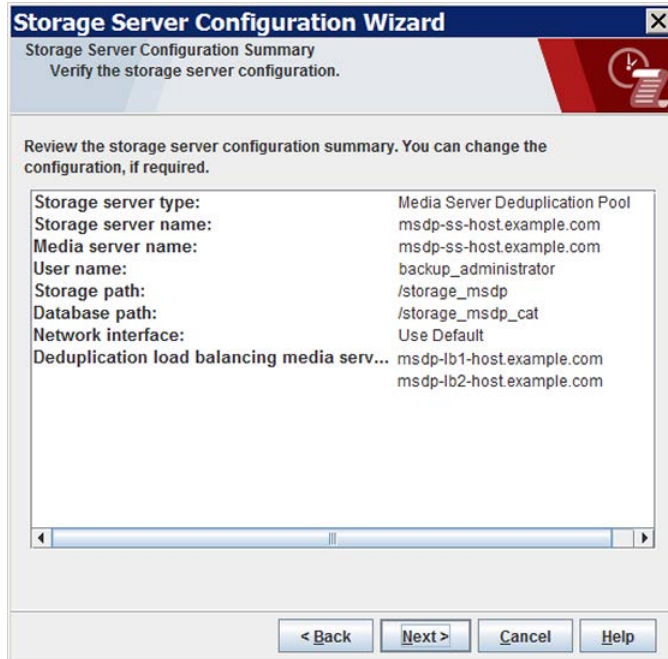 Storage Server Configuration Wizard
Storage Server Configuration Summary
Verify the storage server configuration.
Review the storage server configuration summary. You can change the
configuration, if required.
Storage server type: Media Server Deduplication Pool
Storage server name: msdp-ss-host.example.com
Media server name: msdp-ss-host.example.com
User name: backup_administrator
Storage path: /storage_msdp
Database path: /storage_msdp_cat
Network interface: Use Default
Deduplication load balancing media serv... msdp-lb1-host.example.com
msdp-lb2-host.example.com
< Back Next > Cancel Help